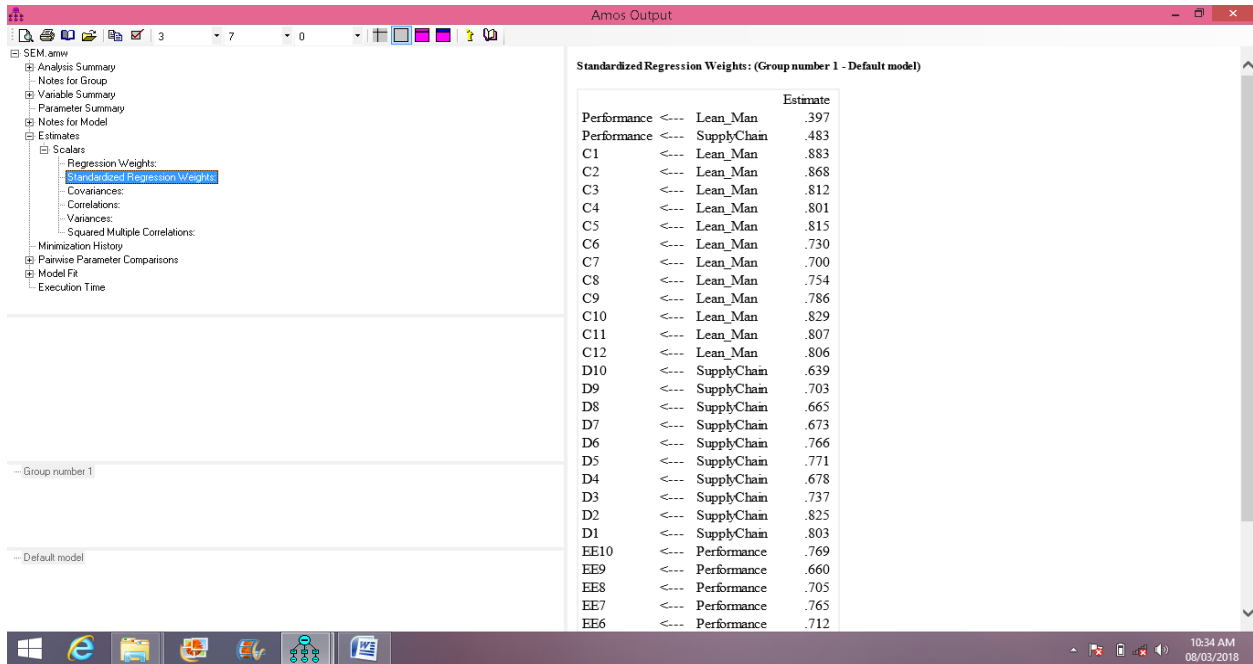 Amos Output
3 7 0
SEM.amw
Analysis Summary
Notes for Group
Variable Summary
Parameter Summary
Notes for Model
Estimates
Scalars
Regression Weights:
Standardized Regression Weights:
Covariances:
Correlations:
Variances:
Squared Multiple Correlations:
Minimization History
Pairwise Parameter Comparisons
Model Fit
Execution Time
Group number 1
Default model
Standardized Regression Weights: (Group number 1 - Default model)
Estimate
Performance <--- Lean_Man .397
Performance <--- SupplyChain .483
C1 <--- Lean_Man .883
C2 <--- Lean_Man .868
C3 <--- Lean_Man .812
C4 <--- Lean_Man .801
C5 <--- Lean_Man .815
C6 <--- Lean_Man .730
C7 <--- Lean_Man .700
C8 <--- Lean_Man .754
C9 <--- Lean_Man .786
C10 <--- Lean_Man .829
C11 <--- Lean_Man .807
C12 <--- Lean_Man .806
D10 <--- SupplyChain .639
D9 <--- SupplyChain .703
D8 <--- SupplyChain .665
D7 <--- SupplyChain .673
D6 <--- SupplyChain .766
D5 <--- SupplyChain .771
D4 <--- SupplyChain .678
D3 <--- SupplyChain .737
D2 <--- SupplyChain .825
D1 <--- SupplyChain .803
EE10 <--- Performance .769
EE9 <--- Performance .660
EE8 <--- Performance .705
EE7 <--- Performance .765
EE6 <--- Performance .712
10:34 AM
08/03/2018